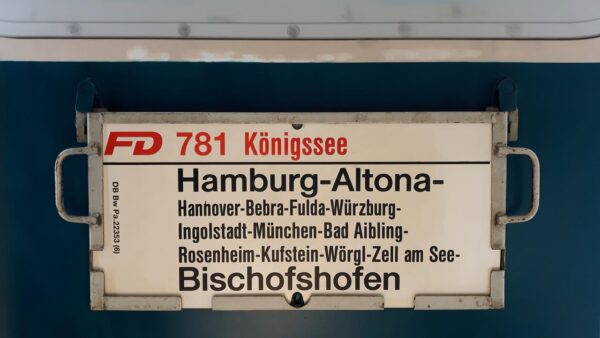 FD 781 Königssee
Hamburg-Altona-
Hannover-Bebra-Fulda-Würzburg-
Ingolstadt-München-Bad Aibling-
Rosenheim-Kufstein-Wörgl-Zell am See-
Bischofshofen
DB Bw Pa.22353 (6)